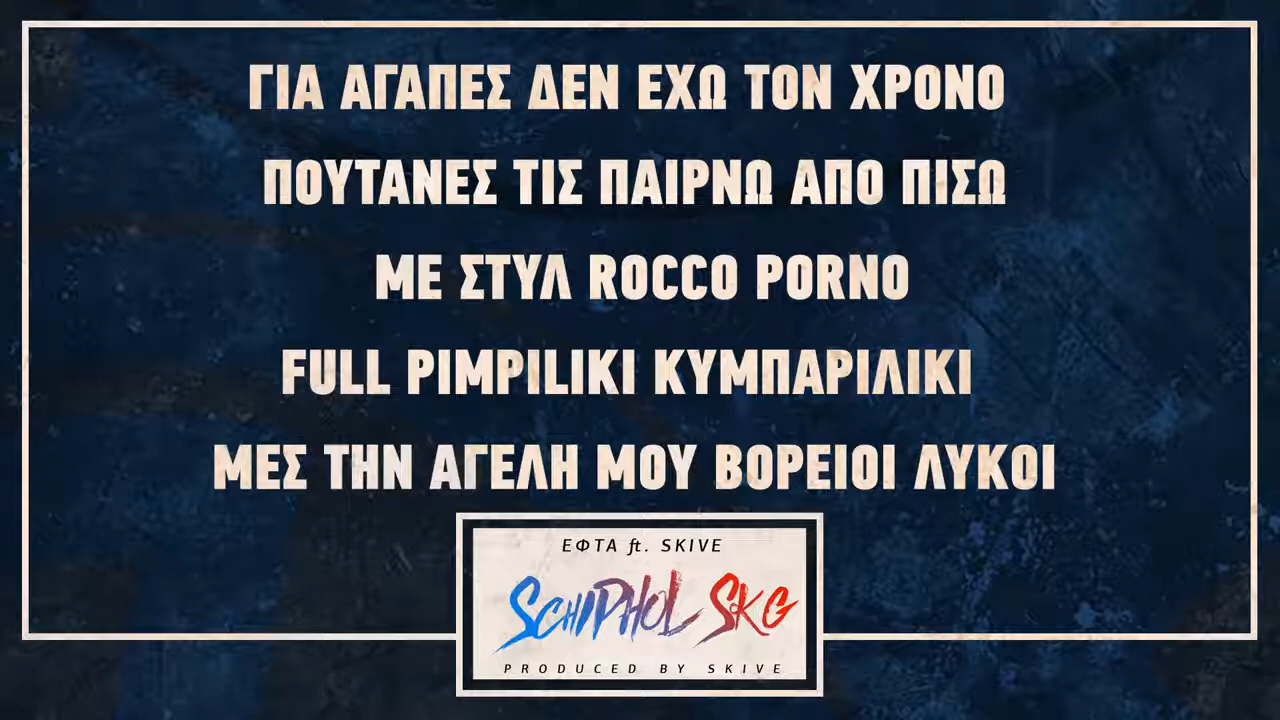 ΓΙΑ ΑΓΑΠΕΣ ΔΕΝ ΕΧΩ ΤΟΝ ΧΡΟΝΟ
ΠΟΥΤΑΝΕΣ ΤΙΣ ΠΑΙΡΝΩ ΑΠΟ ΠΙΣΩ
ΜΕ ΣΤΥΛ ROCCO PORNO
FULL PIMPILIKI ΚΥΜΠΑΡΙΛΙΚΙ
ΜΕΣ ΤΗΝ ΑΓΕΛΗ ΜΟΥ ΒΟΡΕΙΟΙ ΛΥΚΟΙ
ΕΦΤΑ ft. SKIVE
SCHIPHOL SKG
PRODUCED BY SKIVE